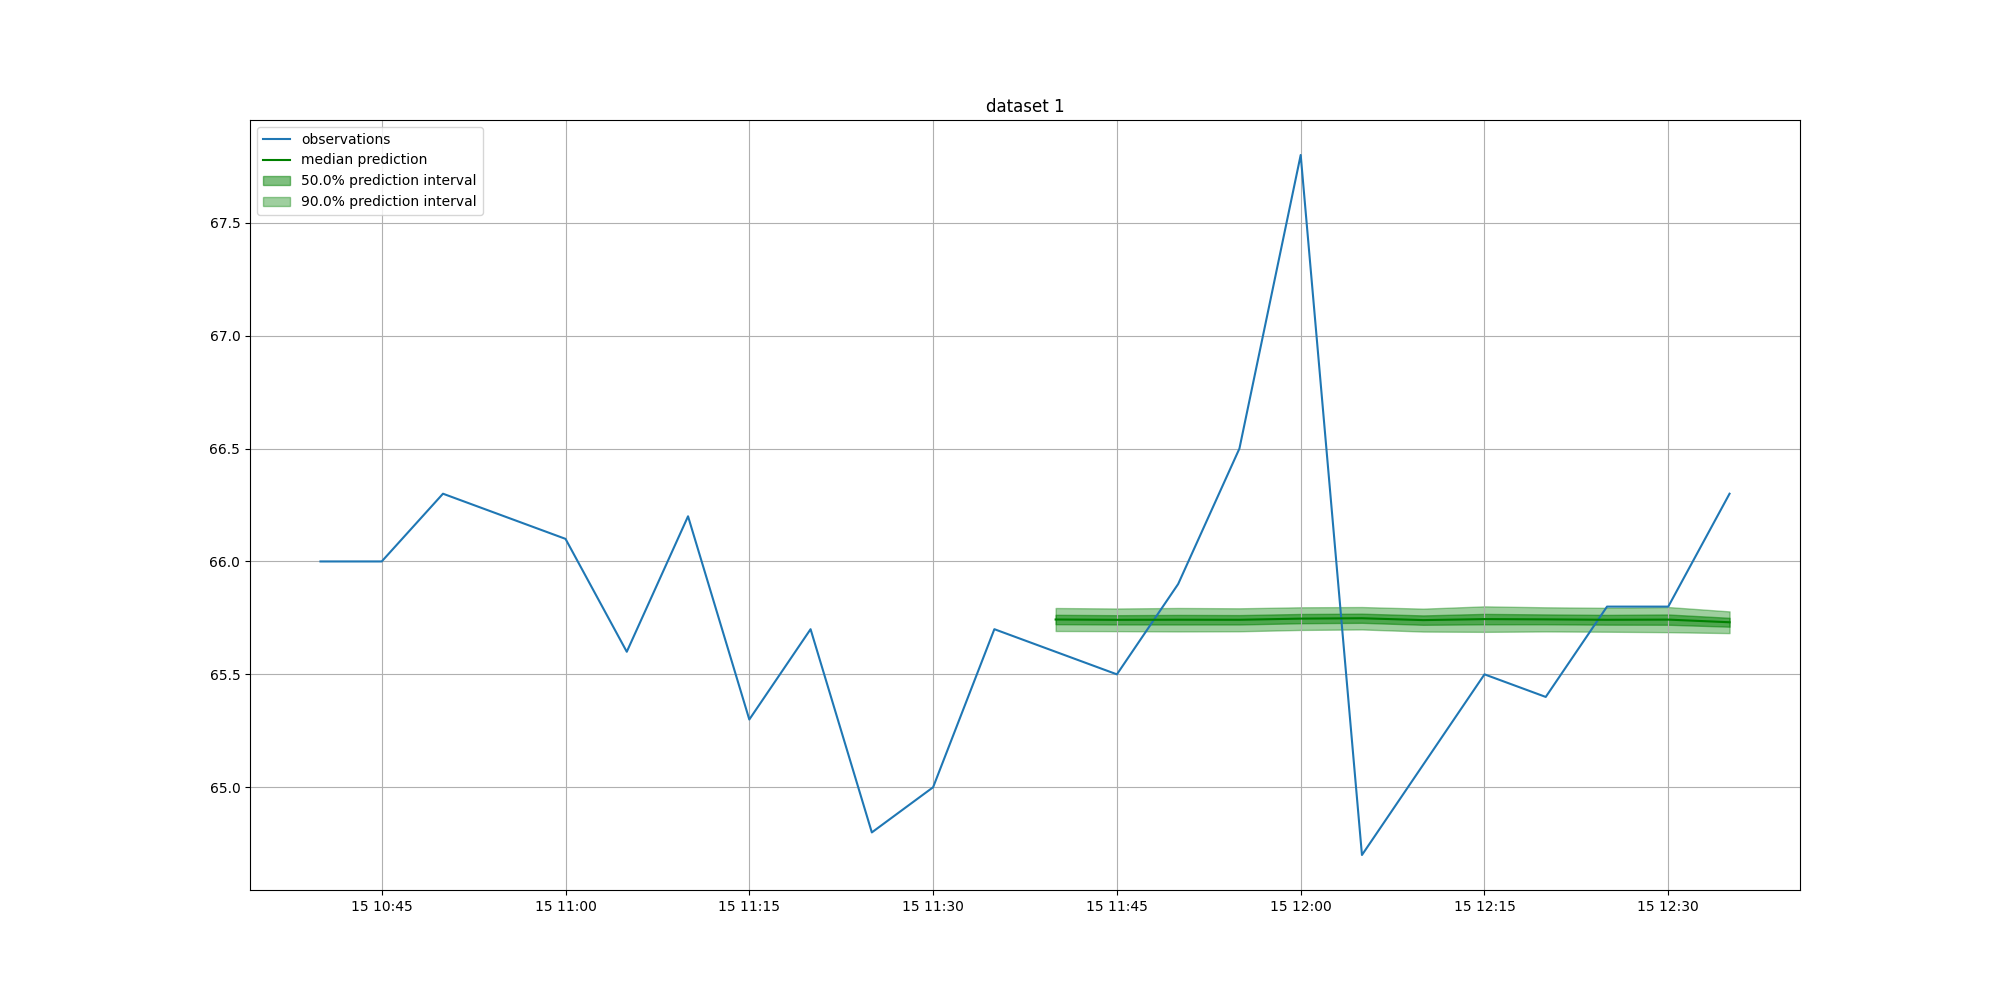 dataset 1
observations
median prediction
50.0% prediction interval
90.0% prediction interval
67.5
67.0
66.5
66.0
65.5
65.0
15 10:45
15 11:00
15 11:15
15 11:30
15 11:45
15 12:00
15 12:15
15 12:30